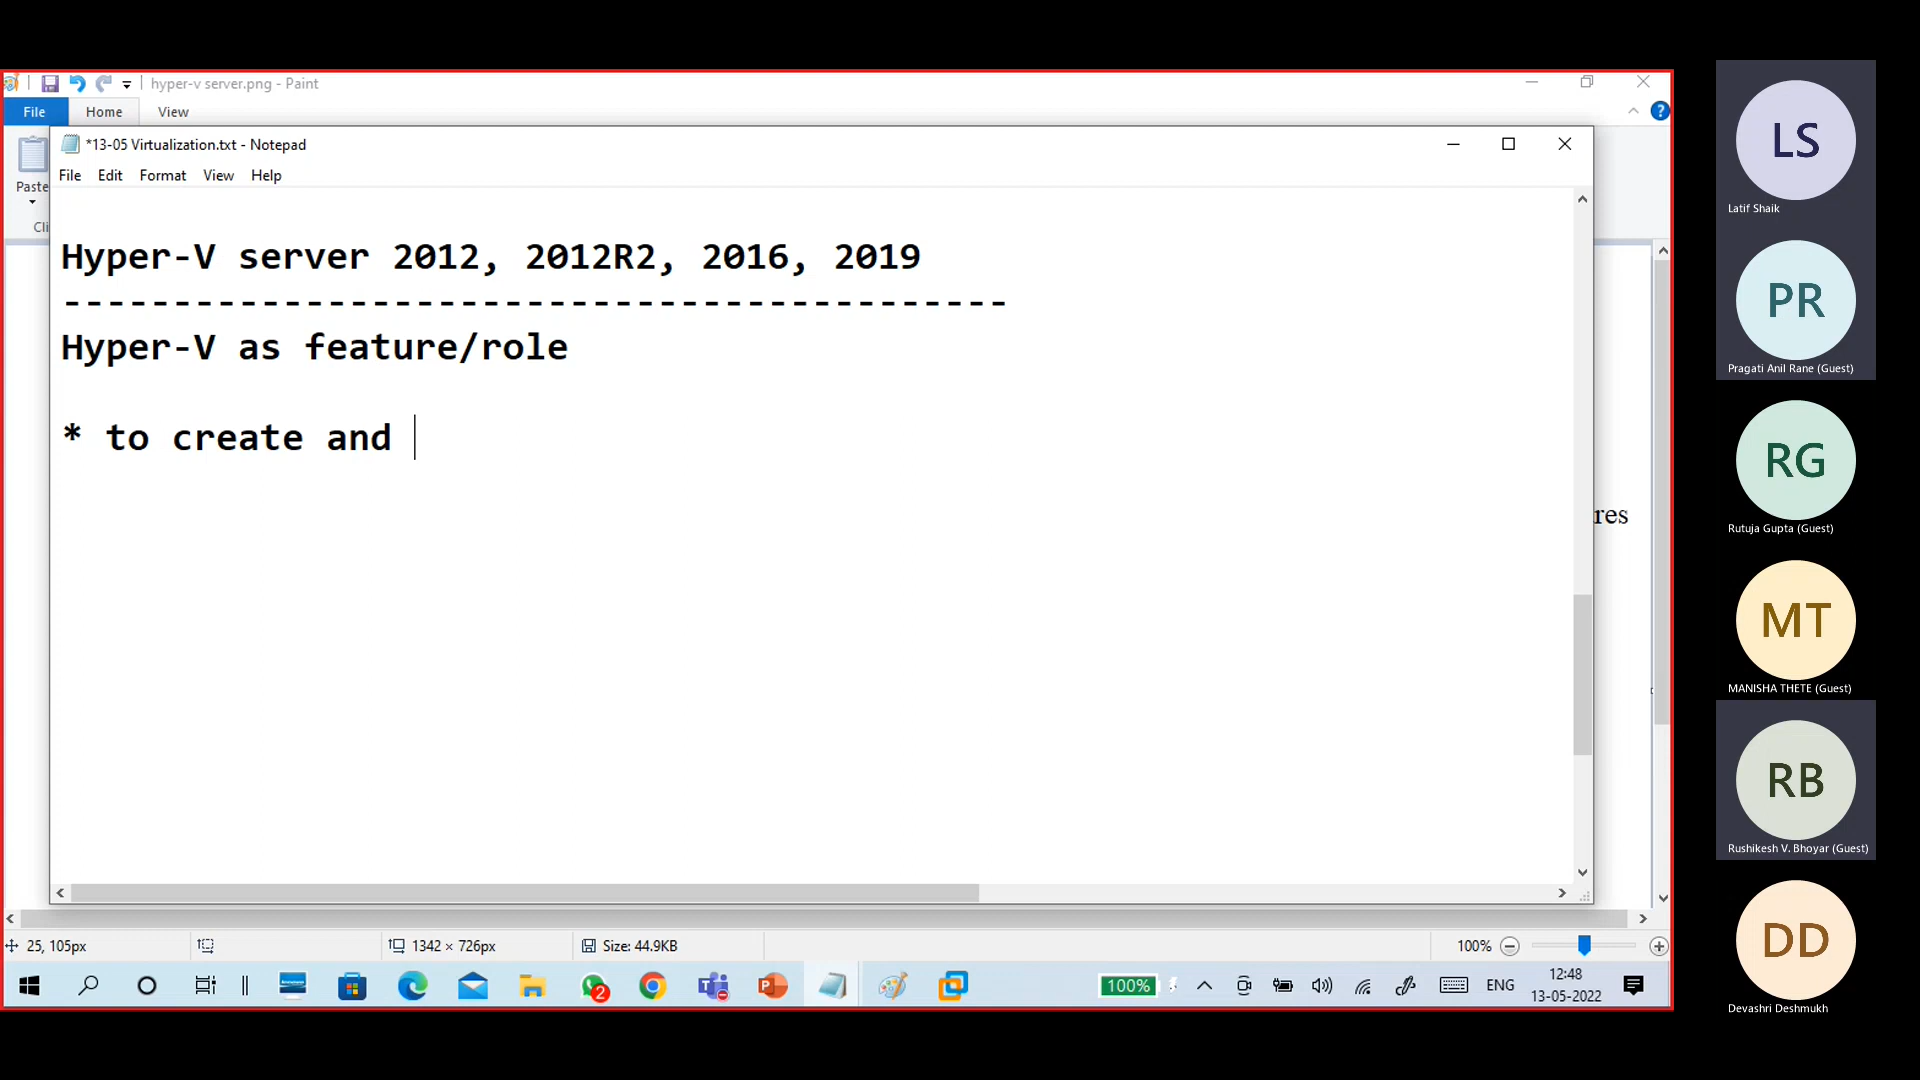 hyper-v server.png - Paint
File Home View
*13-05 Virtualization.txt - Notepad
File Edit Format View Help
Paste
Cli
Hyper-V server 2012, 2012R2, 2016, 2019
-------------------------------------------
Hyper-V as feature/role
* to create and
res
25, 105px
1342 × 726px
Size: 44.9KB
100%
100%
ENG
12:48
13-05-2022
2
LS
Latif Shaik
PR
Pragati Anil Rane (Guest)
RG
Rutuja Gupta (Guest)
MT
MANISHA THETE (Guest)
RB
Rushikesh V. Bhoyar (Guest)
DD
Devashri Deshmukh